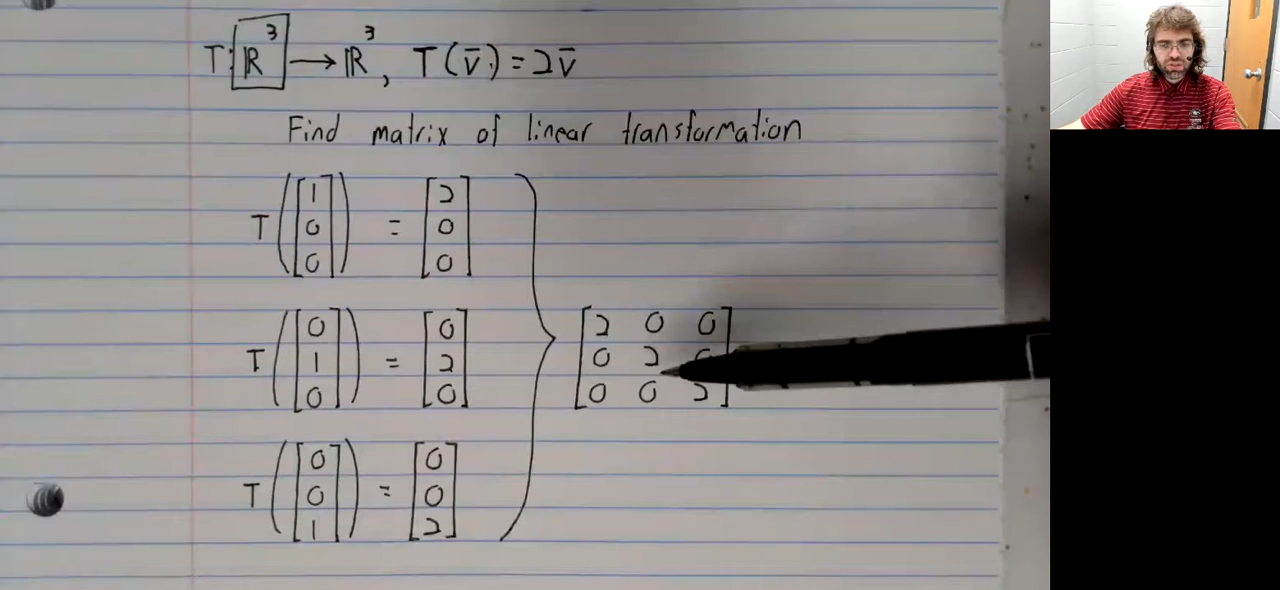 T: ℝ³ → ℝ³, T(v̄) = 2v̄
Find matrix of linear transformation
T([1 0 0]) = [2 0 0]
T([0 1 0]) = [0 2 0]
T([0 0 1]) = [0 0 2]
[2 0 0
0 2 0
0 0 2]